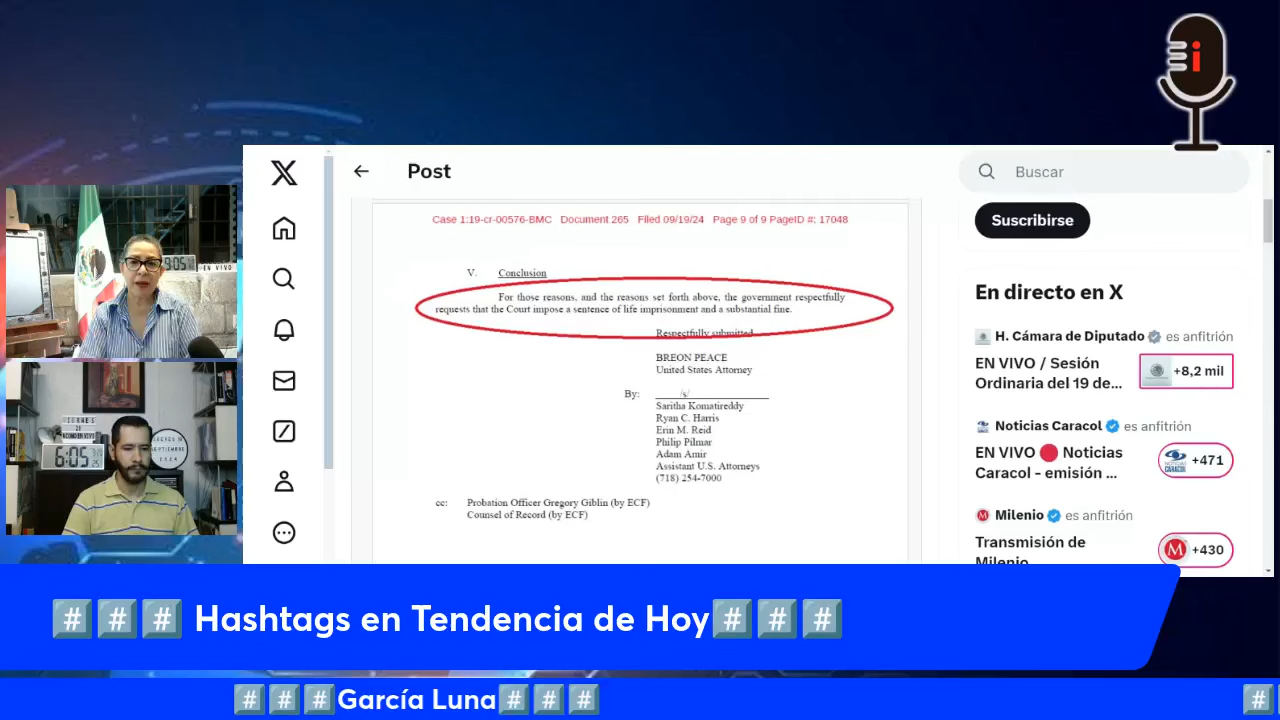 i
X
Post
Buscar
Suscribirse
Case 1:19-cr-00576-BMC Document 265 Filed 09/19/24 Page 9 of 9 PageID #: 17048
V. Conclusion
For those reasons, and the reasons set forth above, the government respectfully
requests that the Court impose a sentence of life imprisonment and a substantial fine.
Respectfully submitted
BREON PEACE
United States Attorney
By: /s/
Saritha Komatireddy
Ryan C. Harris
Erin M. Reid
Philip Pilmar
Adam Amir
Assistant U.S. Attorneys
(718) 254-7000
cc: Probation Officer Gregory Giblin (by ECF)
Counsel of Record (by ECF)
En directo en X
H. Cámara de Diputado es anfitrión
EN VIVO / Sesión
Ordinaria del 19 de...
+8,2 mil
Noticias Caracol es anfitrión
EN VIVO 🔴 Noticias
Caracol - emisión ...
+471
Milenio es anfitrión
Transmisión de
Milenio
+430
9:05
EN VIVO
6:05
SEPTIEMBRE
2024
#️⃣#️⃣#️⃣ Hashtags en Tendencia de Hoy#️⃣#️⃣#️⃣
#️⃣#️⃣#️⃣García Luna#️⃣#️⃣#️⃣
#️⃣